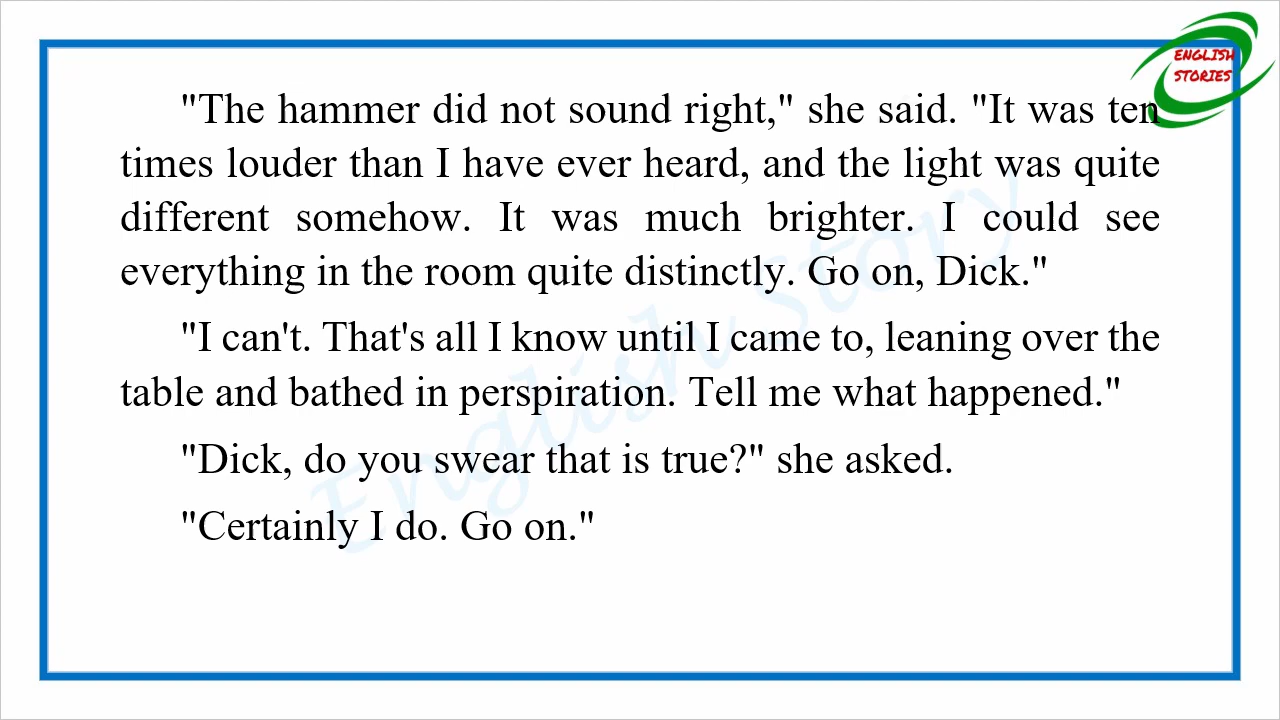 ENGLISH
STORIES
"The hammer did not sound right," she said. "It was ten
times louder than I have ever heard, and the light was quite
different somehow. It was much brighter. I could see
everything in the room quite distinctly. Go on, Dick."
"I can't. That's all I know until I came to, leaning over the
table and bathed in perspiration. Tell me what happened."
"Dick, do you swear that is true?" she asked.
"Certainly I do. Go on."
English Story